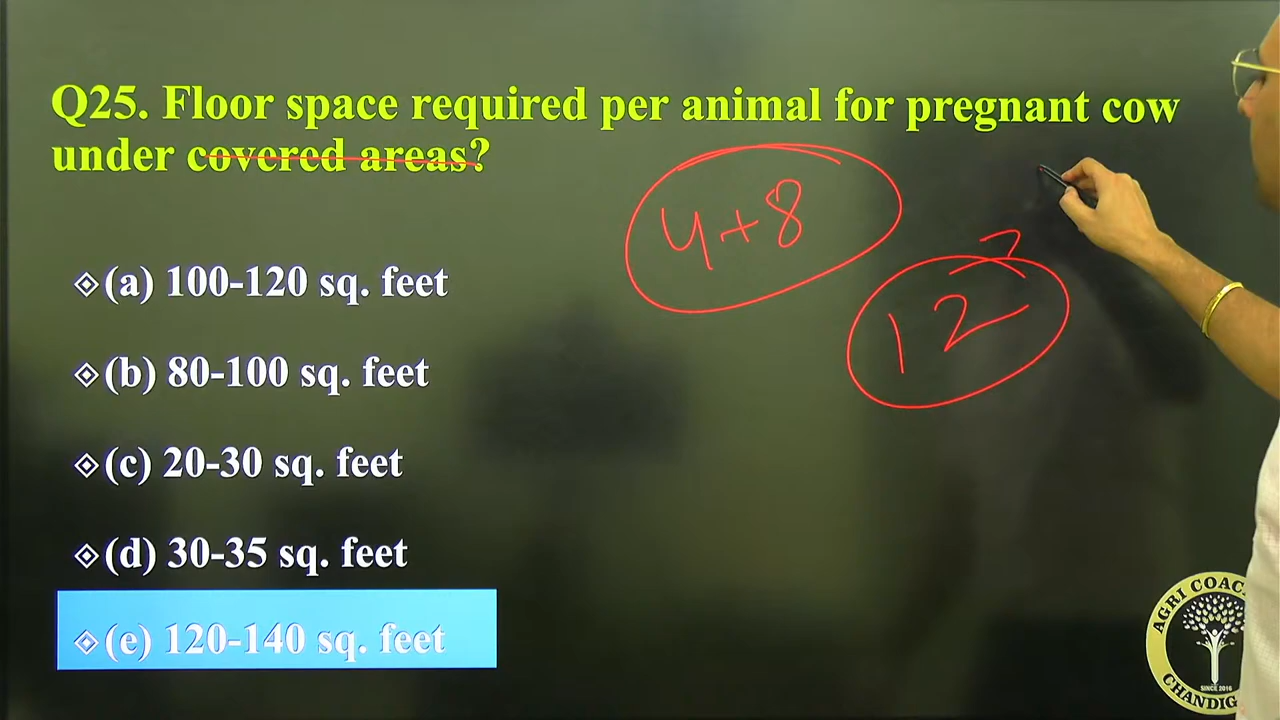 Q25. Floor space required per animal for pregnant cow
under covered areas?
4+8
12
(a) 100-120 sq. feet
(b) 80-100 sq. feet
(c) 20-30 sq. feet
(d) 30-35 sq. feet
(e) 120-140 sq. feet
AGRI
SINCE 2016